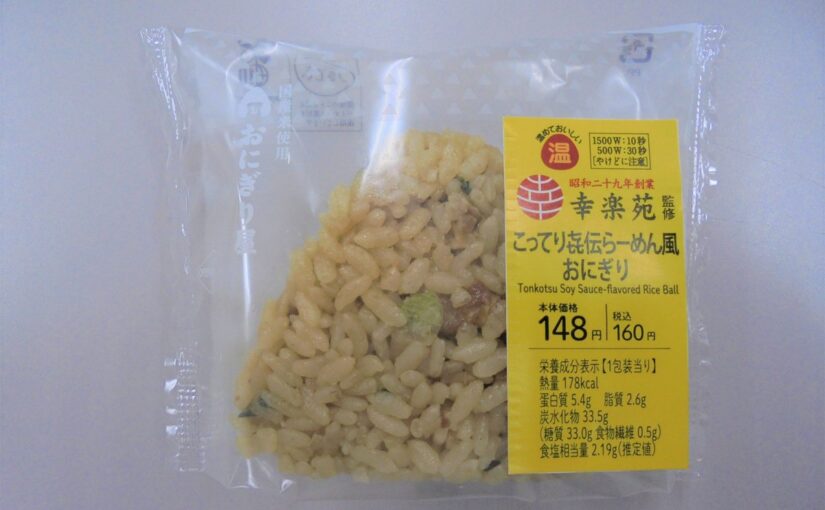 国産米使用
おにぎり屋
温めておいしい
温
1500W:10秒
500W:30秒
[やけどに注意]
昭和二十九年創業
幸楽苑 監修
こってり㐂伝らーめん風
おにぎり
Tonkotsu Soy Sauce-flavored Rice Ball
本体価格
148円
税込
160円
栄養成分表示【1包装当り】
熱量 178kcal
蛋白質 5.4g 脂質 2.6g
炭水化物 33.5g
(糖質 33.0g 食物繊維 0.5g)
食塩相当量 2.19g(推定値)